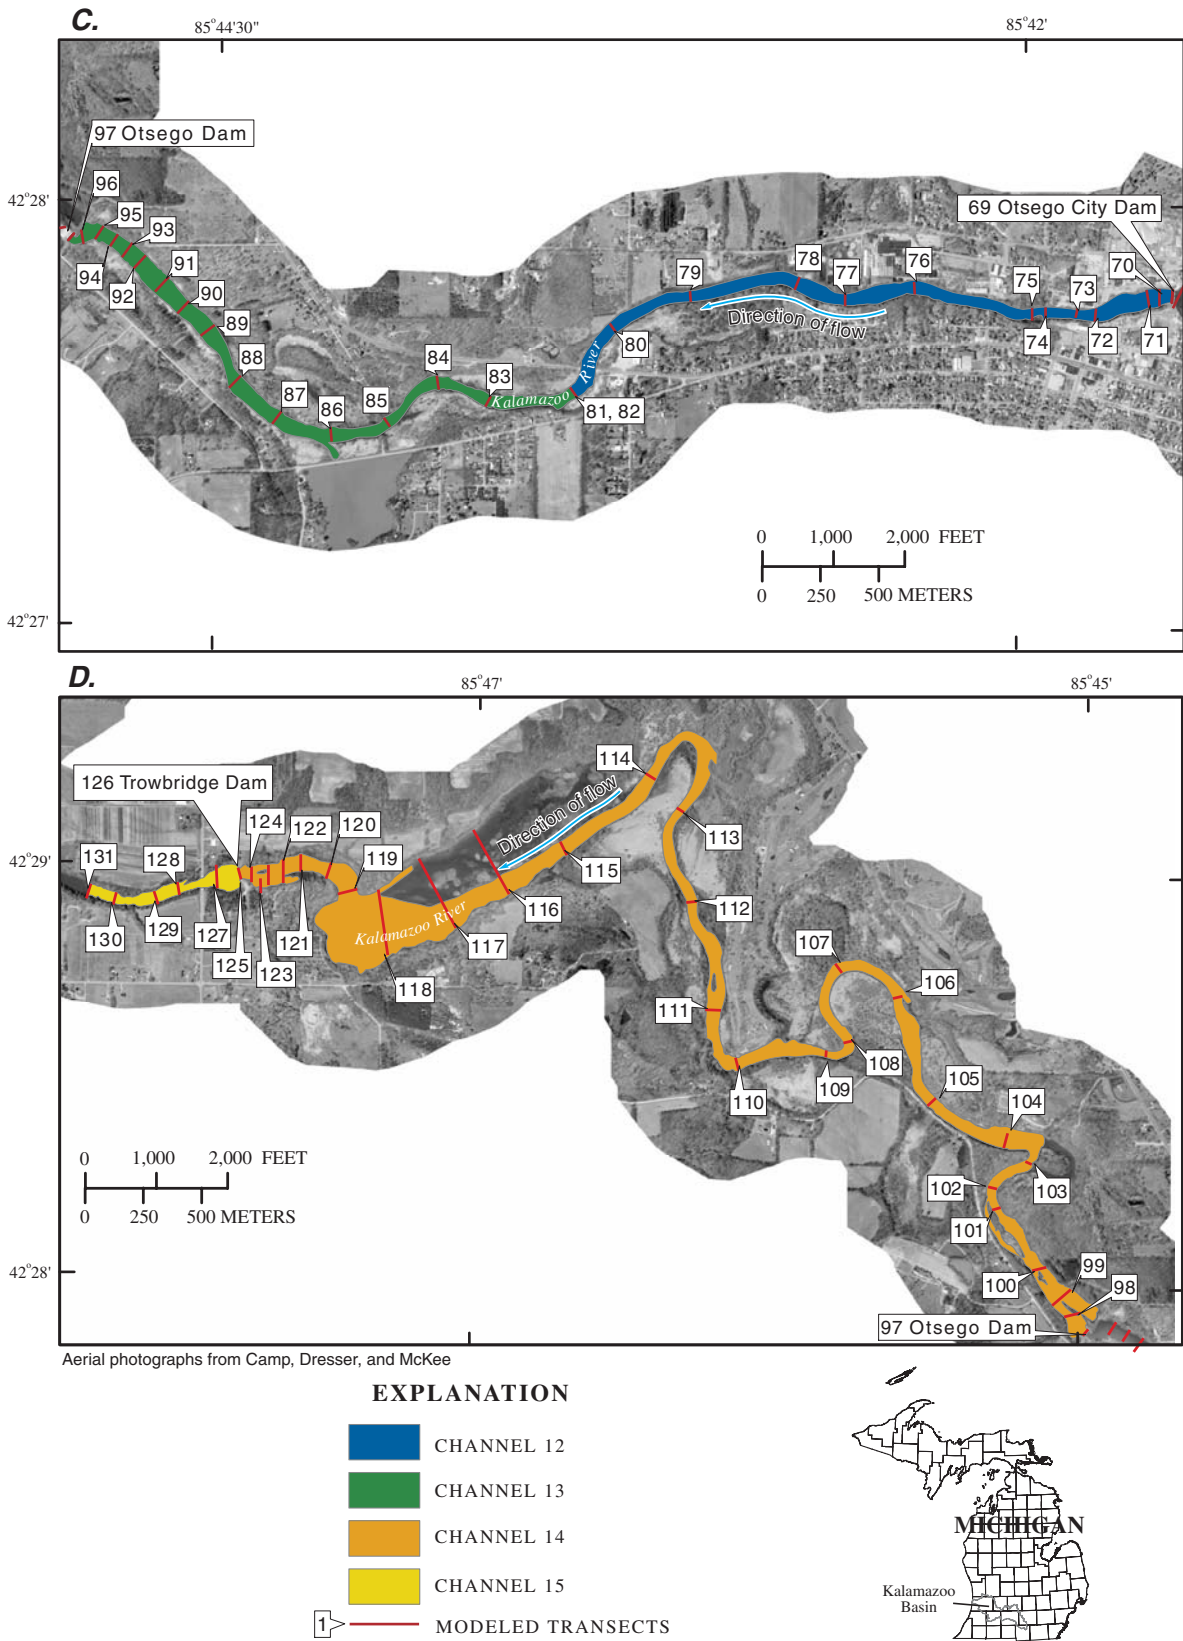 C.
85°44'30"
85°42'
97 Otsego Dam
96
95
93
42°28'
69 Otsego City Dam
94
92
91
90
89
88
87
86
85
84
83
79
78
77
76
75
73
70
74
72
71
Direction of flow
80
Kalamazoo River
81, 82
0 1,000 2,000 FEET
0 250 500 METERS
42°27'
D.
85°47'
85°45'
114
126 Trowbridge Dam
124
122
120
Direction of flow
113
119
42°29'
131
128
115
116
112
130
129
127
125
123
121
Kalamazoo River
117
118
107
106
111
108
109
110
105
104
0 1,000 2,000 FEET
0 250 500 METERS
102
103
101
42°28'
100
99
98
97 Otsego Dam
Aerial photographs from Camp, Dresser, and McKee
EXPLANATION
CHANNEL 12
CHANNEL 13
CHANNEL 14
CHANNEL 15
1 MODELED TRANSECTS
MICHIGAN
Kalamazoo
Basin